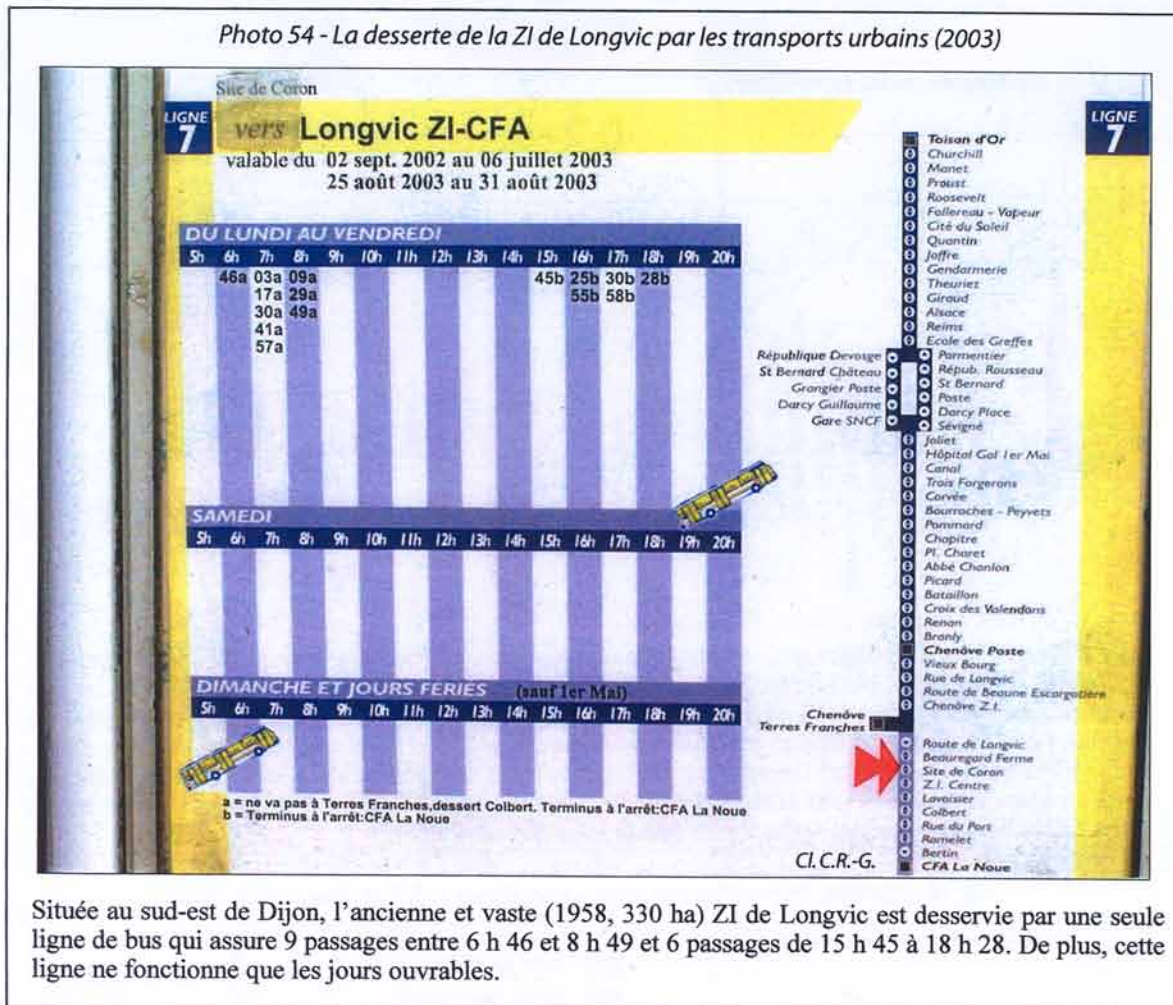 Photo 54 - La desserte de la ZI de Longvic par les transports urbains (2003)
Site de Coron
LIGNE 7
vers Longvic ZI-CFA
valable du 02 sept. 2002 au 06 juillet 2003
25 août 2003 au 31 août 2003
DU LUNDI AU VENDREDI
5h 6h 7h 8h 9h 10h 11h 12h 13h 14h 15h 16h 17h 18h 19h 20h
46a 03a 09a 45b 25b 30b 28b
17a 29a 55b 58b
30a 49a
41a
57a
SAMEDI
5h 6h 7h 8h 9h 10h 11h 12h 13h 14h 15h 16h 17h 18h 19h 20h
DIMANCHE ET JOURS FERIES (sauf 1er Mai)
5h 6h 7h 8h 9h 10h 11h 12h 13h 14h 15h 16h 17h 18h 19h 20h
a = ne va pas à Terres Franches,dessert Colbert. Terminus à l'arrêt:CFA La Noue
b = Terminus à l'arrêt:CFA La Noue
LIGNE 7
Toison d'Or
Churchill
Manet
Proust
Roosevelt
Follereau - Vapeur
Cité du Soleil
Quantin
Joffre
Gendarmerie
Theuriet
Giraud
Alsace
Reims
Ecole des Greffes
République Devosge
St Bernard Château
Grangier Poste
Darcy Guillaume
Gare SNCF
Parmentier
Répub. Rousseau
St Bernard
Poste
Darcy Place
Sévigné
Joliet
Hôpital Gal 1er Mai
Canal
Trois Forgerons
Corvée
Bourroches - Peyvets
Pommard
Chapitre
Pl. Charet
Abbé Chanlon
Picard
Bataillon
Croix des Valendons
Renan
Branly
Chenôve Poste
Vieux Bourg
Rue de Longvic
Route de Beaune Escargotière
Chenôve Z.I.
Chenôve
Terres Franches
Route de Longvic
Beauregard Ferme
Site de Coron
Z.I. Centre
Lavoisier
Colbert
Rue du Port
Romelet
Bertin
CFA La Noue
Cl. C.R.-G.
Située au sud-est de Dijon, l'ancienne et vaste (1958, 330 ha) ZI de Longvic est desservie par une seule
ligne de bus qui assure 9 passages entre 6 h 46 et 8 h 49 et 6 passages de 15 h 45 à 18 h 28. De plus, cette
ligne ne fonctionne que les jours ouvrables.